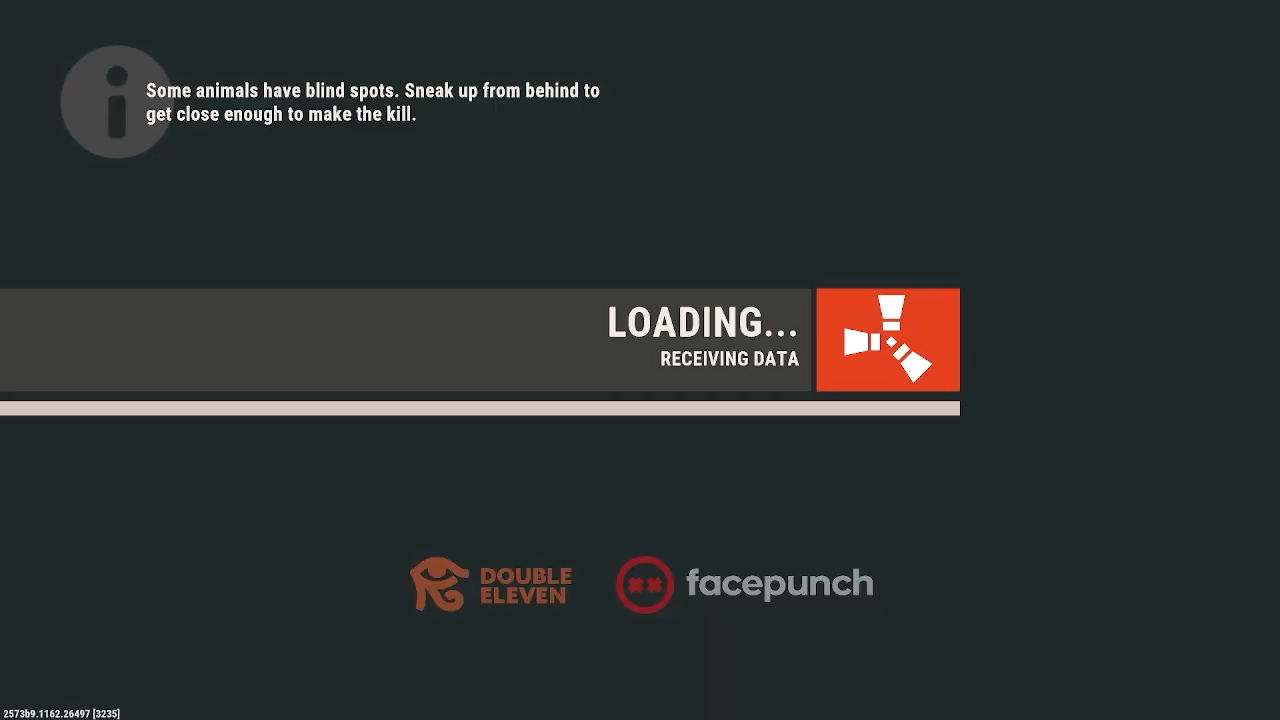 Some animals have blind spots. Sneak up from behind to
get close enough to make the kill.
LOADING...
RECEIVING DATA
DOUBLE
ELEVEN
facepunch
2573b9.1162.26497 [3235]